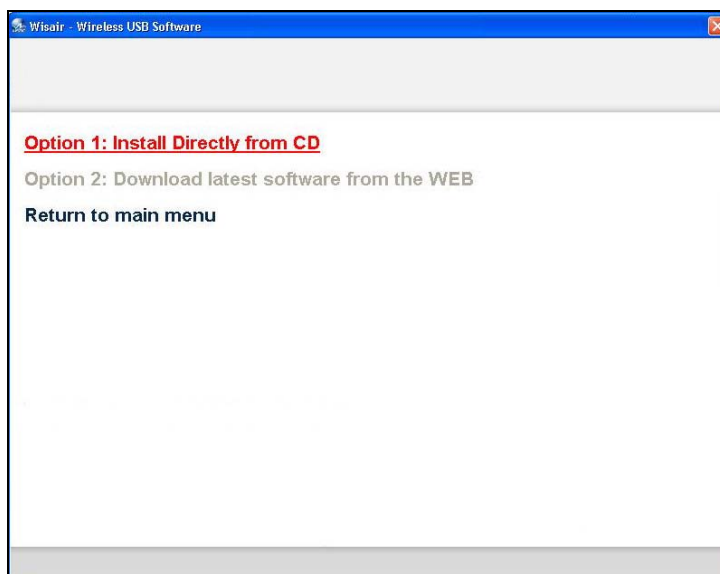 Wisair - Wireless USB Software
Option 1: Install Directly from CD
Option 2: Download latest software from the WEB
Return to main menu